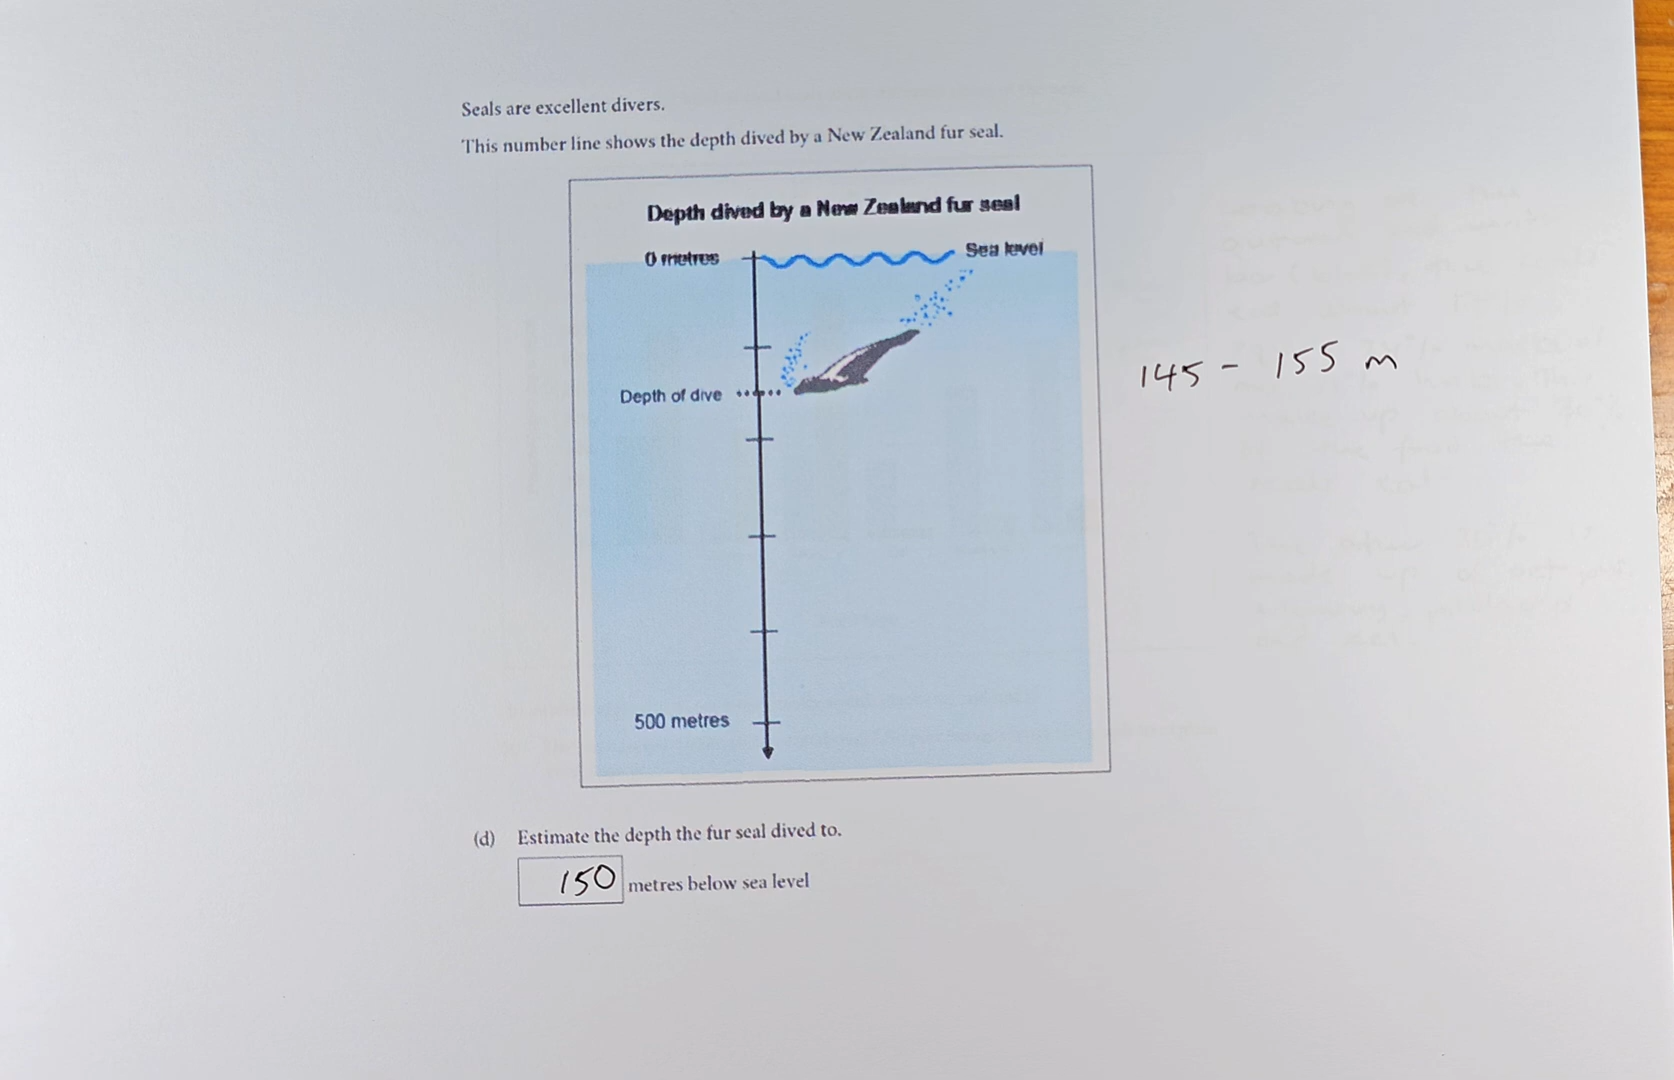 Seals are excellent divers.
This number line shows the depth dived by a New Zealand fur seal.
Depth dived by a New Zealand fur seal
0 metres
Sea level
145 - 155 m
Depth of dive
500 metres
(d) Estimate the depth the fur seal dived to.
150 metres below sea level